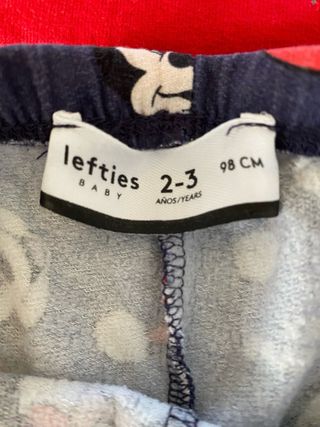 lefties
BABY
2-3
AÑOS/YEARS
98 CM